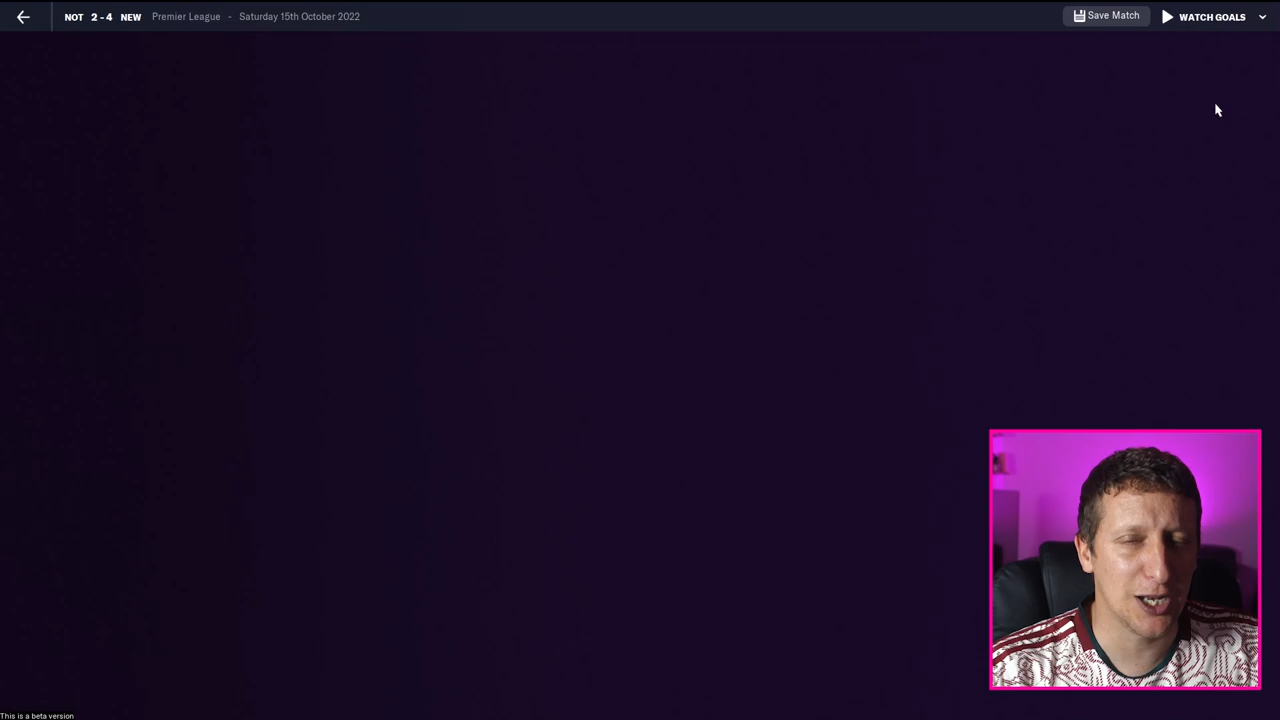 NOT 2 - 4 NEW Premier League - Saturday 15th October 2022
Save Match
WATCH GOALS
This is a beta version